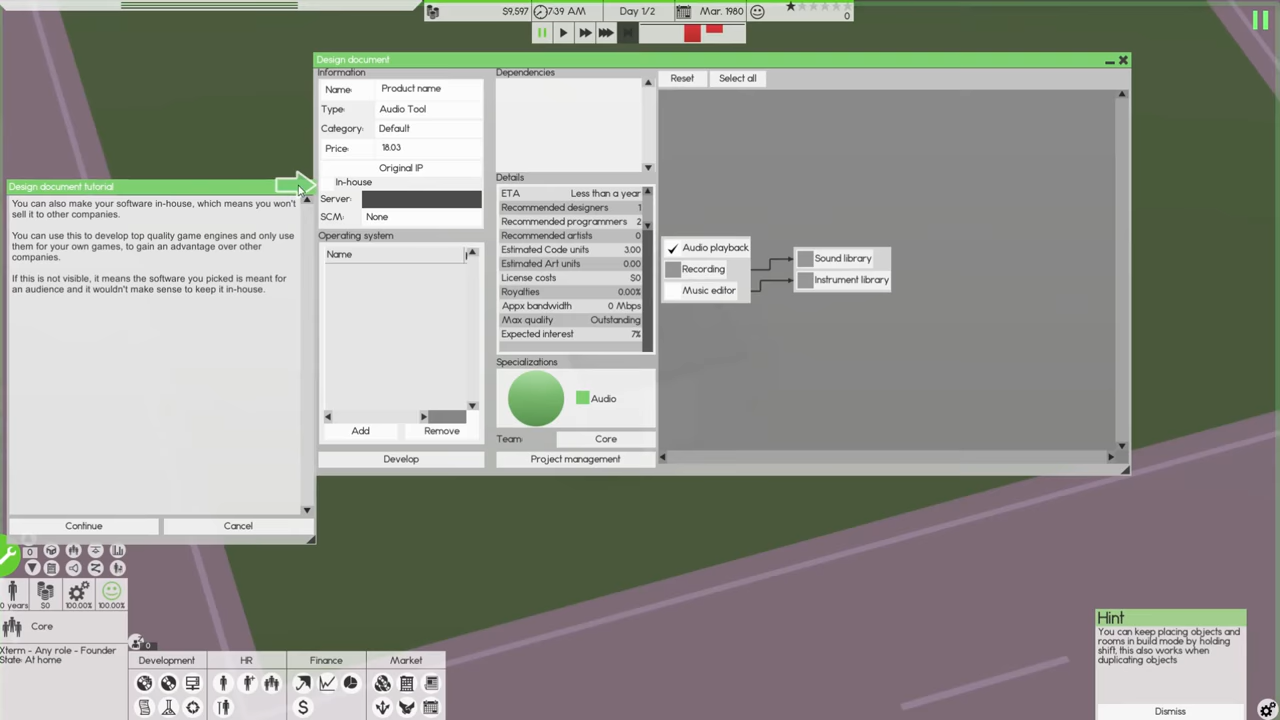 $9,597 7:39 AM Day 1/2 Mar. 1980 0
Design document
Information
Name: Product name
Type: Audio Tool
Category: Default
Price: 18.03
Original IP
In-house
Server:
SCM: None
Operating system
Name
Add Remove
Develop
Dependencies
Details
ETA Less than a year
Recommended designers 1
Recommended programmers 2
Recommended artists 0
Estimated Code units 3.00
Estimated Art units 0.00
License costs $0
Royalties 0.00%
Appx bandwidth 0 Mbps
Max quality Outstanding
Expected interest 7%
Specializations
Audio
Team: Core
Project management
Reset Select all
Audio playback
Recording
Music editor
Sound library
Instrument library
Design document tutorial
You can also make your software in-house, which means you won't
sell it to other companies.
You can use this to develop top quality game engines and only use
them for your own games, to gain an advantage over other
companies.
If this is not visible, it means the software you picked is meant for
an audience and it wouldn't make sense to keep it in-house.
Continue Cancel
0
0 years $0 100.00% 100.00%
Core
Xterm - Any role - Founder
State: At home
0
Development HR Finance Market
Hint
You can keep placing objects and
rooms in build mode by holding
shift, this also works when
duplicating objects
Dismiss